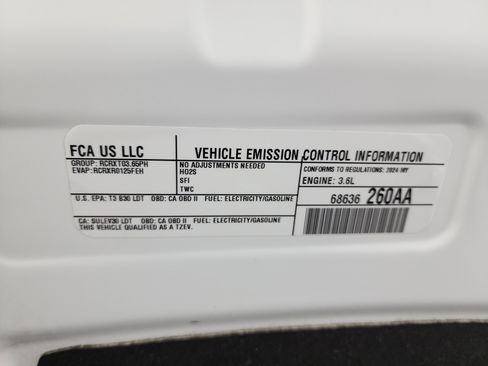 FCA US LLC
VEHICLE EMISSION CONTROL INFORMATION
GROUP: RCRXT03.65PH
EVAP: RCRXR0125FEH
NO ADJUSTMENTS NEEDED
HO2S
SFI
TWC
CONFORMS TO REGULATIONS: 2024 MY
ENGINE: 3.6L
U.S. EPA: T3 B30 LDT OBD: CA OBD II FUEL: ELECTRICITY/GASOLINE
68636 260AA
CA: SULEV30 LDT OBD: CA OBD II FUEL: ELECTRICITY/GASOLINE
THIS VEHICLE QUALIFIED AS A TZEV.